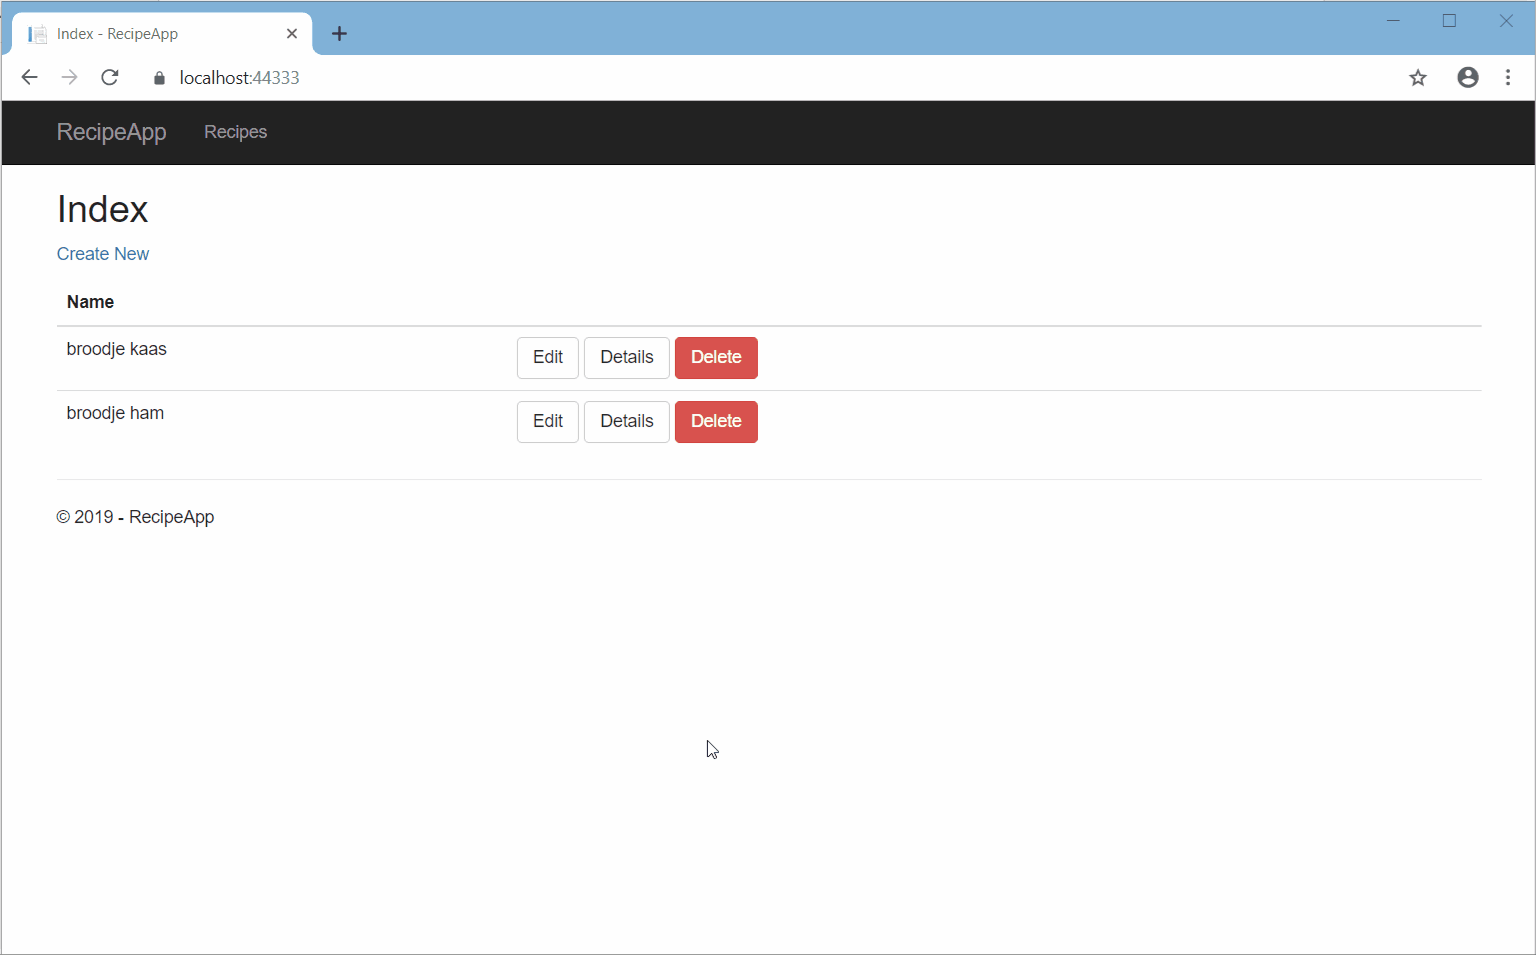 Index - RecipeApp
localhost:44333
RecipeApp Recipes
Index
Create New
Name
broodje kaas Edit Details Delete
broodje ham Edit Details Delete
© 2019 - RecipeApp